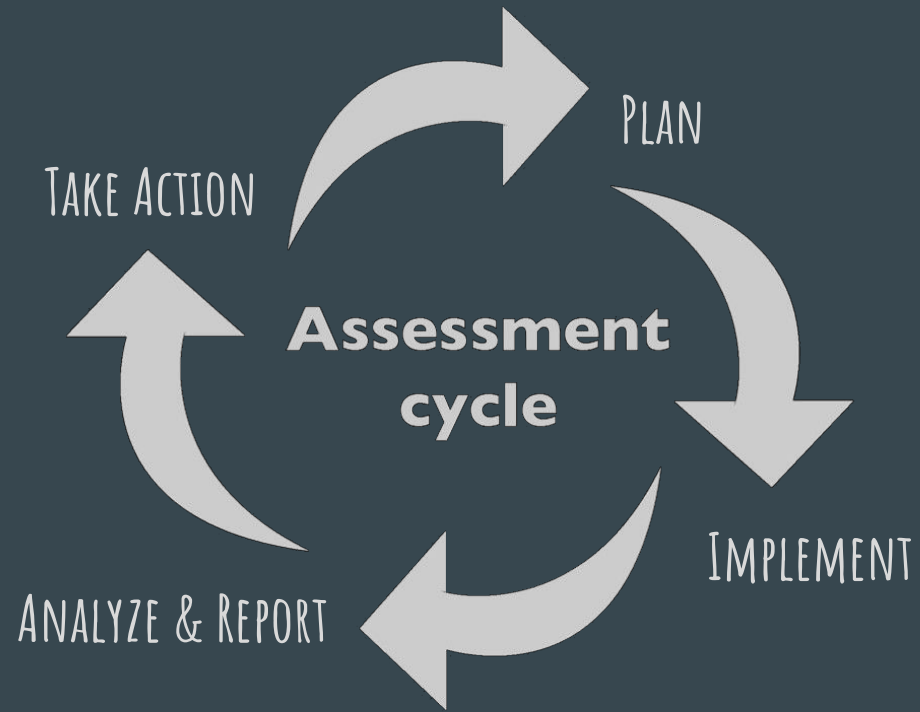 Plan
Take Action
Assessment
cycle
Implement
Analyze & Report